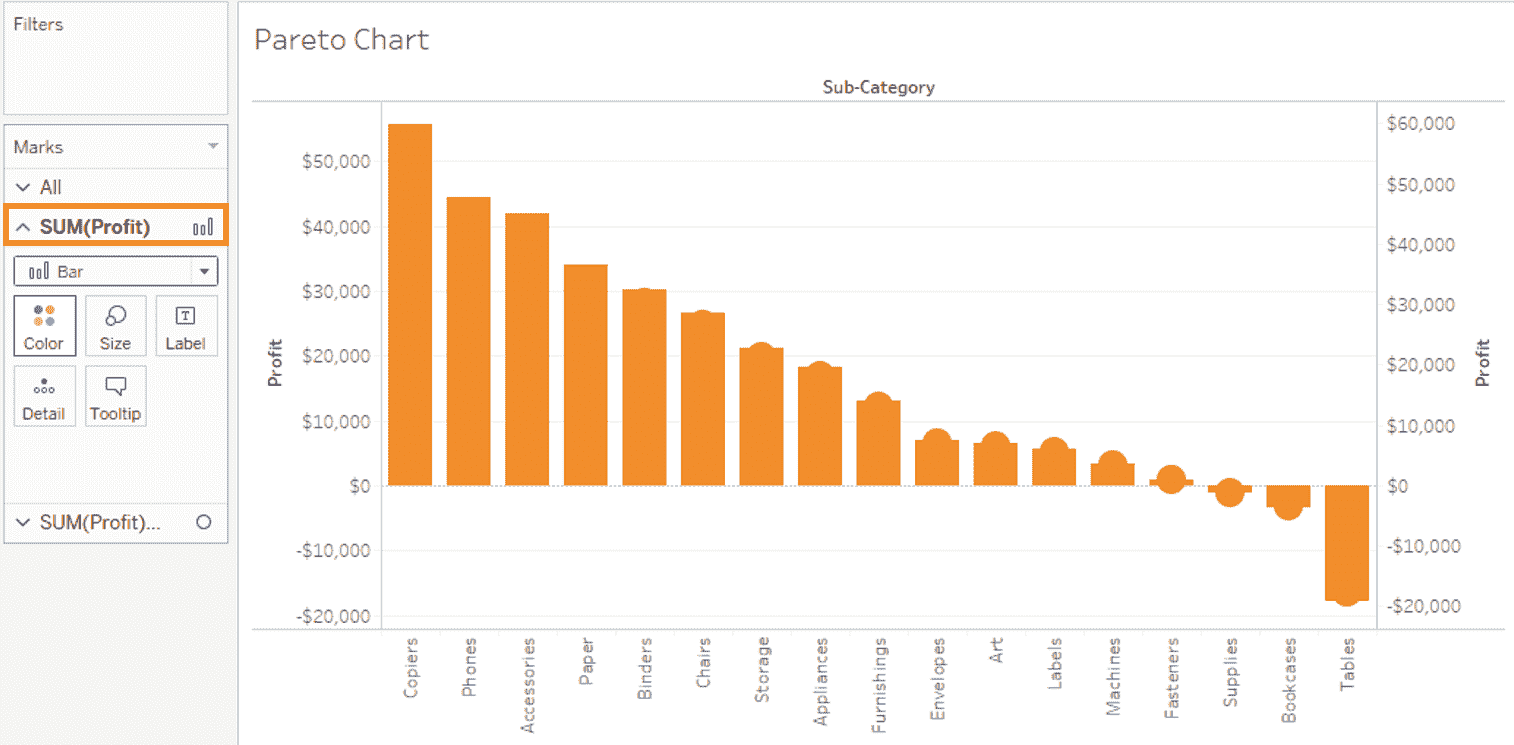 Filters
Marks
All
SUM(Profit)
Bar
Color Size Label
Detail Tooltip
SUM(Profit)...
Pareto Chart
Sub-Category
Profit
$50,000
$40,000
$30,000
$20,000
$10,000
$0
-$10,000
-$20,000
$60,000
$50,000
$40,000
$30,000
$20,000
$10,000
$0
-$10,000
-$20,000
Profit
Copiers
Phones
Accessories
Paper
Binders
Chairs
Storage
Appliances
Furnishings
Envelopes
Art
Labels
Machines
Fasteners
Supplies
Bookcases
Tables